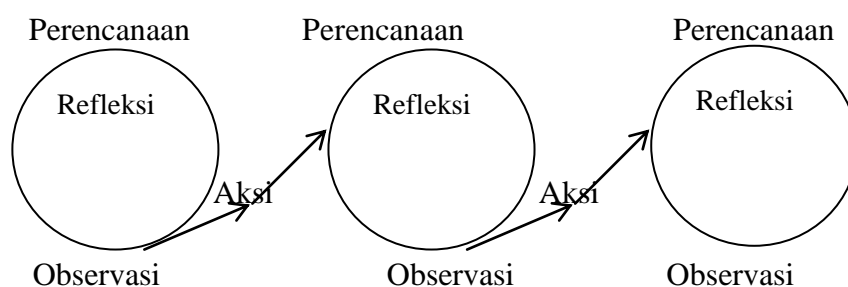 Perencanaan Perencanaan Perencanaan
Refleksi Refleksi Refleksi
Aksi Aksi
Observasi Observasi Observasi